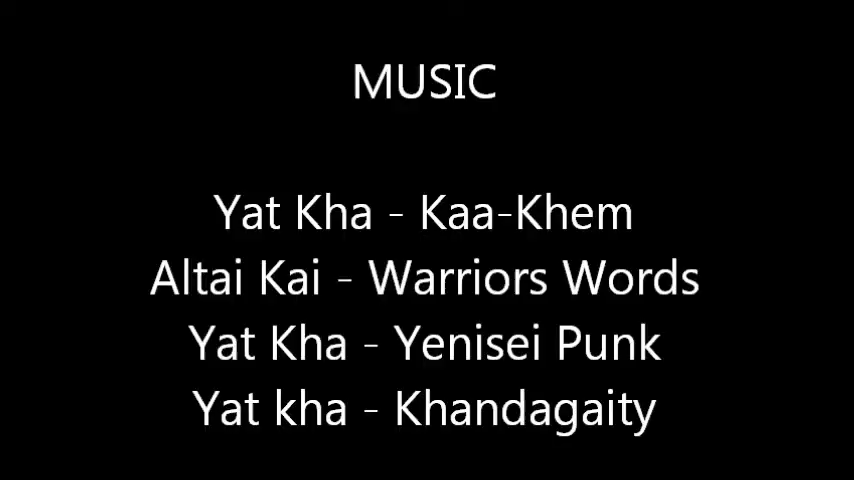 MUSIC
Yat Kha - Kaa-Khem
Altai Kai - Warriors Words
Yat Kha - Yenisei Punk
Yat kha - Khandagaity